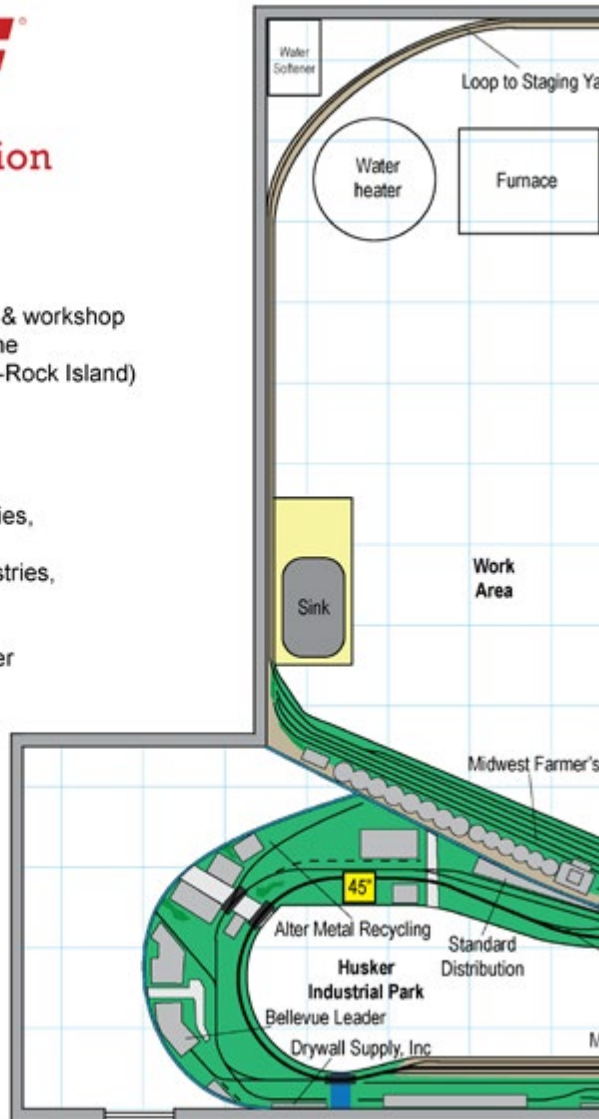 ion
& workshop
ne
-Rock Island)
ies,
stries,
er
Water
Softener
Loop to Staging Ya
Water
heater
Furnace
Sink
Work
Area
Midwest Farmer's
45"
Alter Metal Recycling
Standard
Distribution
Husker
Industrial Park
Bellevue Leader
Drywall Supply, Inc
M